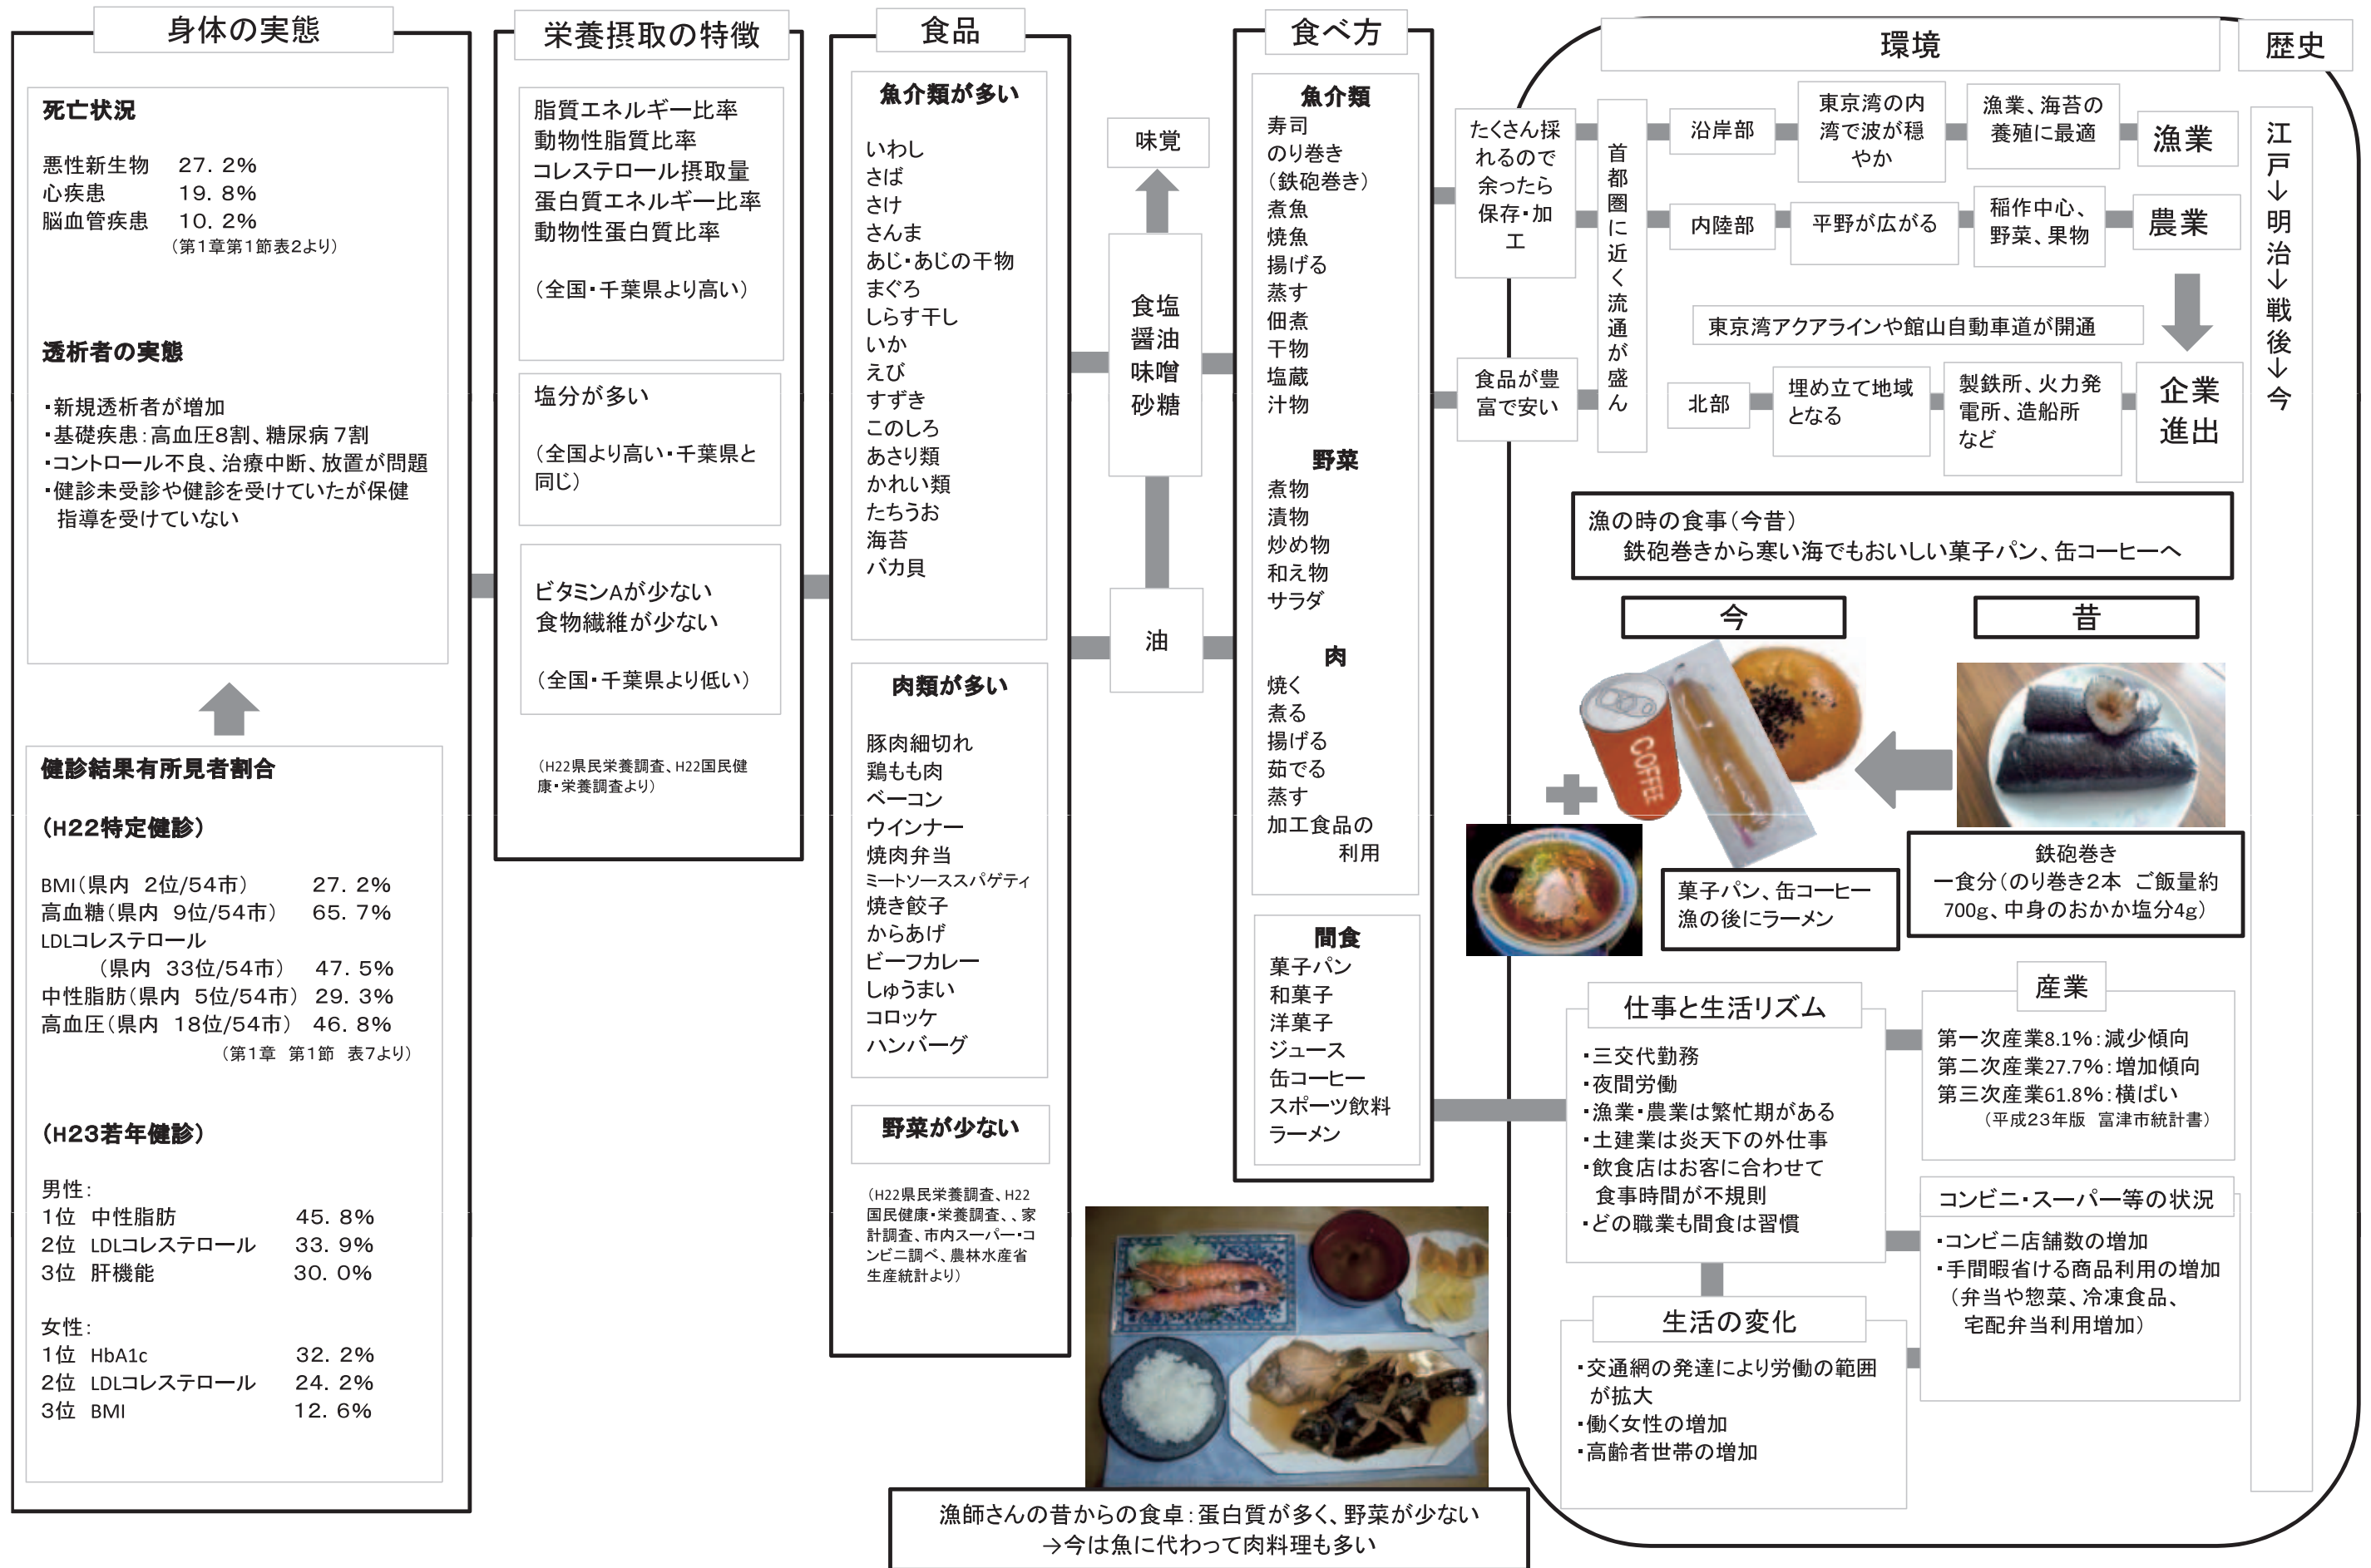 身体の実態
死亡状況
悪性新生物　27．2%
心疾患　19．8%
脳血管疾患　10．2%
（第1章第1節表2より）
透析者の実態
・新規透析者が増加
・基礎疾患：高血圧8割、糖尿病7割
・コントロール不良、治療中断、放置が問題
・健診未受診や健診を受けていたが保健
指導を受けていない
健診結果有所見者割合
（H22特定健診）
BMI（県内　2位/54市）　27．2%
高血糖（県内　9位/54市）　65．7%
LDLコレステロール
（県内　33位/54市）　47．5%
中性脂肪（県内　5位/54市）　29．3%
高血圧（県内　18位/54市）　46．8%
（第1章　第1節　表7より）
（H23若年健診）
男性：
1位　中性脂肪　45．8%
2位　LDLコレステロール　33．9%
3位　肝機能　30．0%
女性：
1位　HbA1c　32．2%
2位　LDLコレステロール　24．2%
3位　BMI　12．6%
栄養摂取の特徴
脂質エネルギー比率
動物性脂質比率
コレステロール摂取量
蛋白質エネルギー比率
動物性蛋白質比率
（全国・千葉県より高い）
塩分が多い
（全国より高い・千葉県と
同じ）
ビタミンAが少ない
食物繊維が少ない
（全国・千葉県より低い）
（H22県民栄養調査、H22国民健
康・栄養調査より）
食品
魚介類が多い
いわし
さば
さけ
さんま
あじ・あじの干物
まぐろ
しらす干し
いか
えび
すずき
このしろ
あさり類
かれい類
たちうお
海苔
バカ貝
肉類が多い
豚肉細切れ
鶏もも肉
ベーコン
ウインナー
焼肉弁当
ミートソーススパゲティ
焼き餃子
からあげ
ビーフカレー
しゅうまい
コロッケ
ハンバーグ
野菜が少ない
（H22県民栄養調査、H22
国民健康・栄養調査、、家
計調査、市内スーパー・コ
ンビニ調べ、農林水産省
生産統計より）
味覚
食塩
醤油
味噌
砂糖
油
食べ方
魚介類
寿司
のり巻き
（鉄砲巻き）
煮魚
焼魚
揚げる
蒸す
佃煮
干物
塩蔵
汁物
野菜
煮物
漬物
炒め物
和え物
サラダ
肉
焼く
煮る
揚げる
茹でる
蒸す
加工食品の
利用
間食
菓子パン
和菓子
洋菓子
ジュース
缶コーヒー
スポーツ飲料
ラーメン
漁師さんの昔からの食卓：蛋白質が多く、野菜が少ない
→今は魚に代わって肉料理も多い
環境
たくさん採
れるので
余ったら
保存・加
工
食品が豊
富で安い
首都圏に近く流通が盛ん
沿岸部
東京湾の内
湾で波が穏
やか
漁業、海苔の
養殖に最適
漁業
内陸部
平野が広がる
稲作中心、
野菜、果物
農業
東京湾アクアラインや館山自動車道が開通
北部
埋め立て地域
となる
製鉄所、火力発
電所、造船所
など
企業
進出
漁の時の食事（今昔）
鉄砲巻きから寒い海でもおいしい菓子パン、缶コーヒーへ
今
昔
COFFEE
菓子パン、缶コーヒー
漁の後にラーメン
鉄砲巻き
一食分（のり巻き2本　ご飯量約
700g、中身のおかか塩分4g）
仕事と生活リズム
・三交代勤務
・夜間労働
・漁業・農業は繁忙期がある
・土建業は炎天下の外仕事
・飲食店はお客に合わせて
食事時間が不規則
・どの職業も間食は習慣
産業
第一次産業8.1%：減少傾向
第二次産業27.7%：増加傾向
第三次産業61.8%：横ばい
（平成23年版　富津市統計書）
コンビニ・スーパー等の状況
・コンビニ店舗数の増加
・手間暇省ける商品利用の増加
（弁当や惣菜、冷凍食品、
宅配弁当利用増加）
生活の変化
・交通網の発達により労働の範囲
が拡大
・働く女性の増加
・高齢者世帯の増加
歴史
江戸→明治→戦後→今